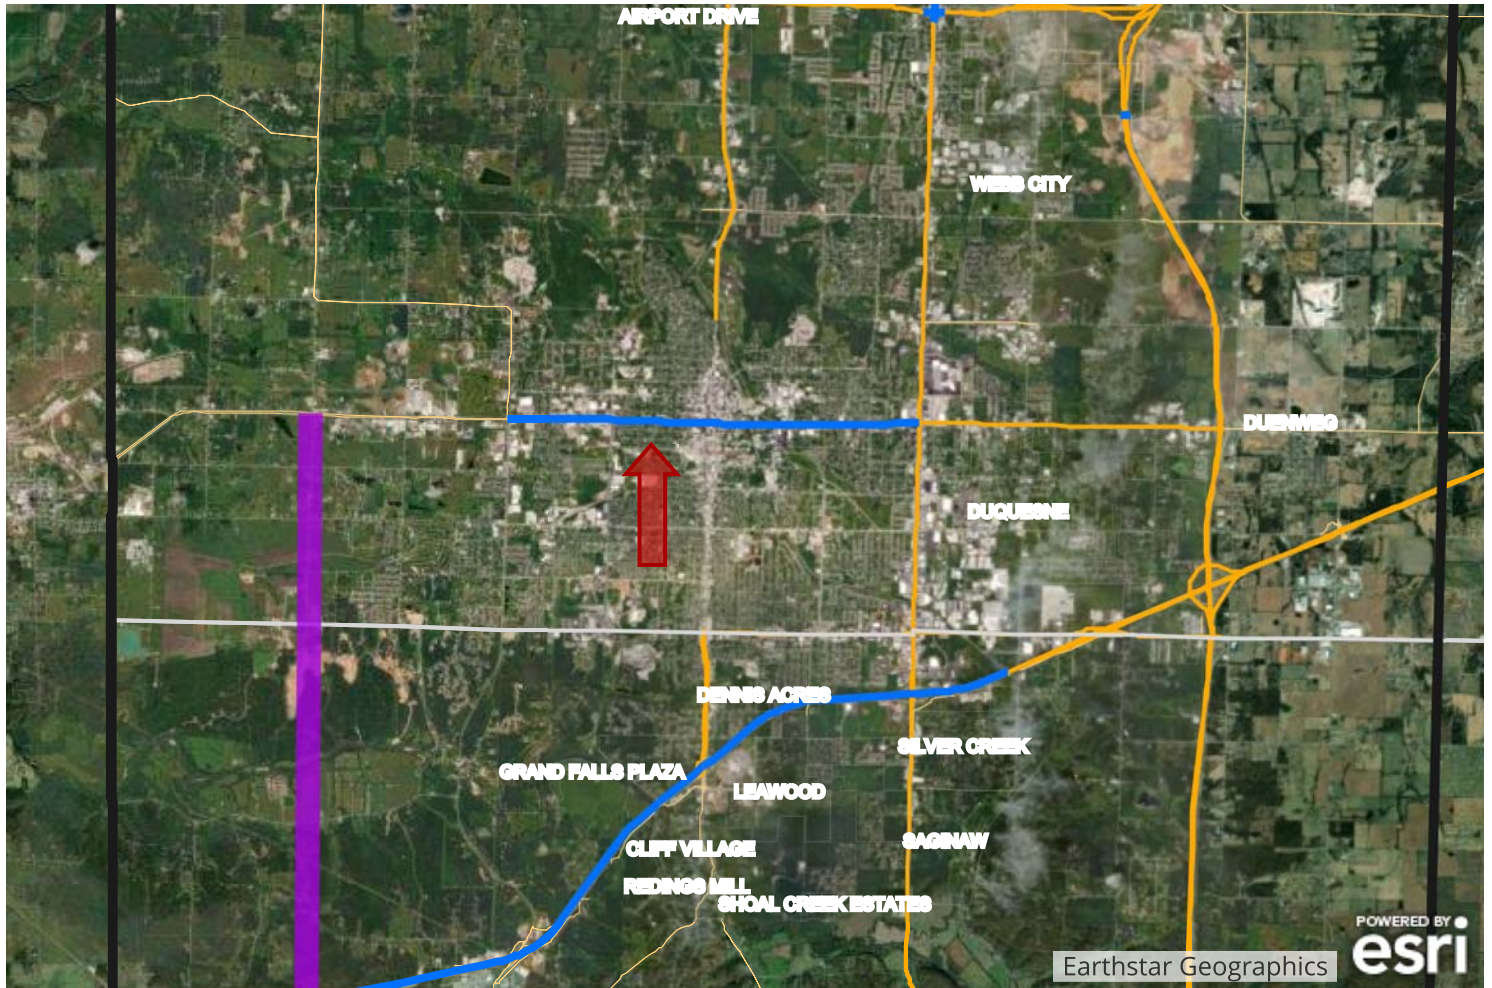 AIRPORT DRIVE
WEBB CITY
DUENWEG
DUQUESNE
DENNIS ACRES
SILVER CREEK
GRAND FALLS PLAZA
LEAWOOD
SAGINAW
CLIFF VILLAGE
REDINGS MILL
SHOAL CREEK ESTATES
POWERED BY
esri
Earthstar Geographics